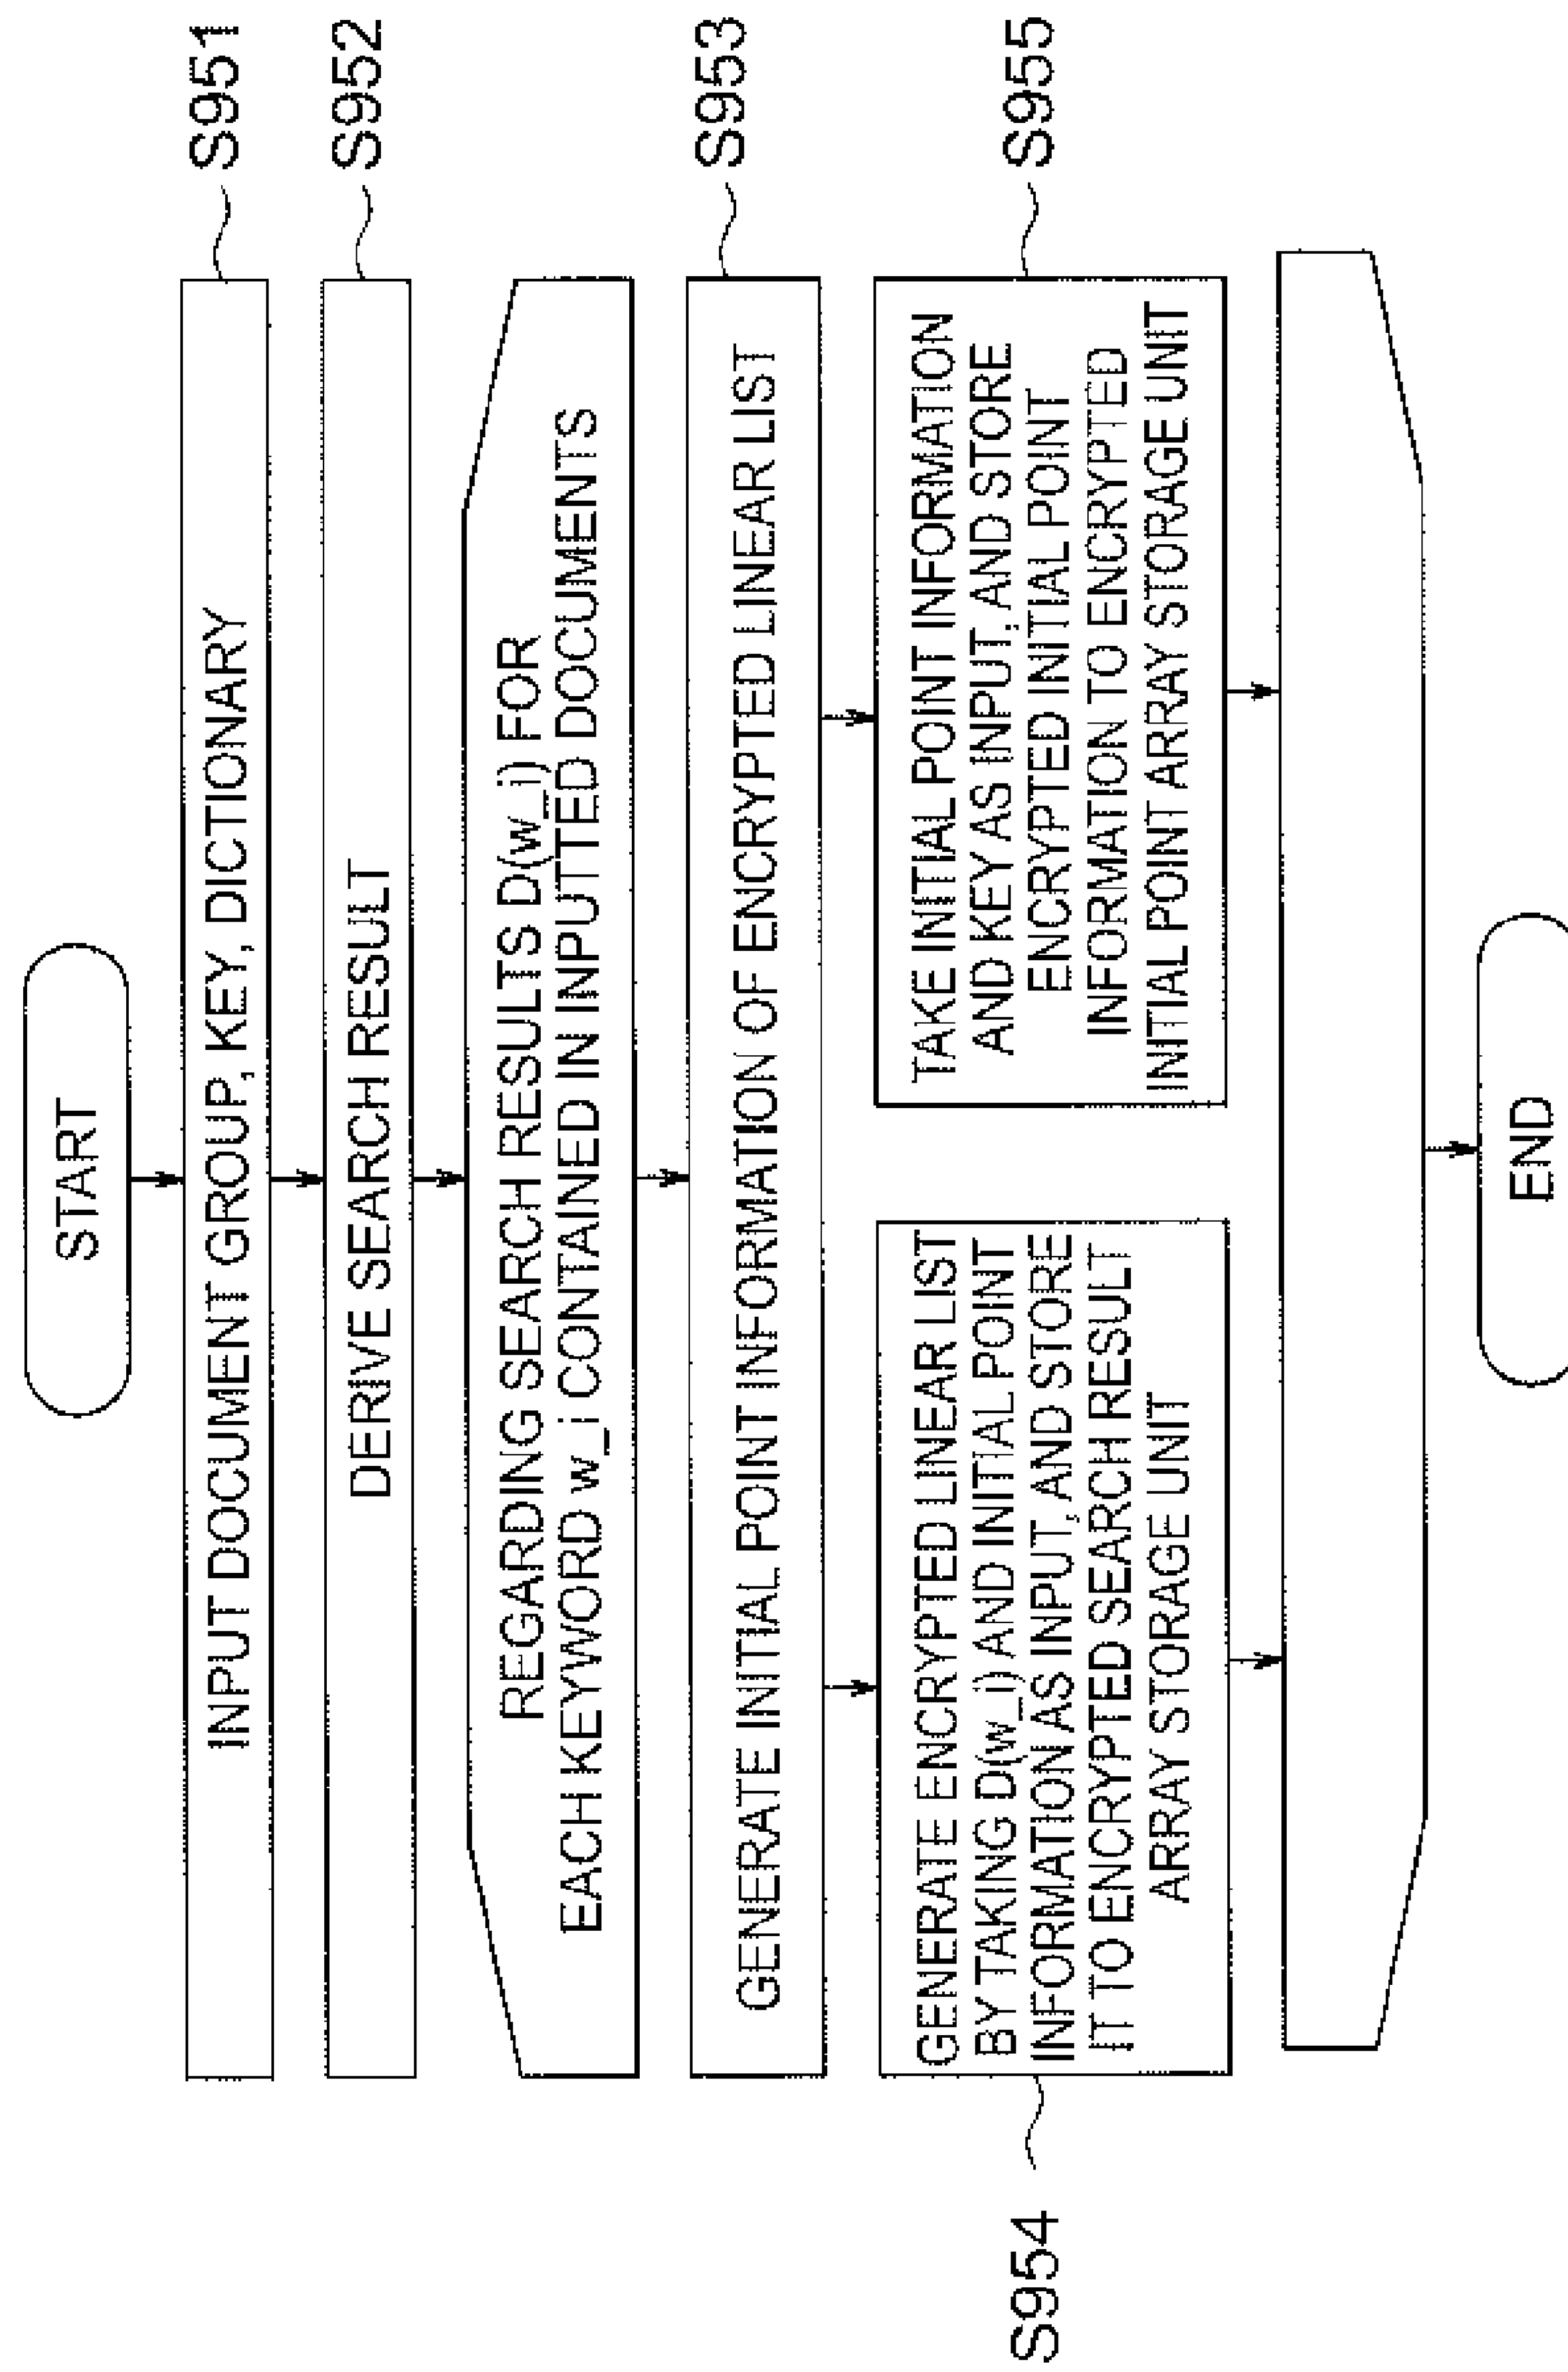 START
INPUT DOCUMENT GROUP, KEY, DICTIONARY
S951
DERIVE SEARCH RESULT
S952
REGARDING SEARCH RESULTS D(w_i) FOR
EACH KEYWORD w_i CONTAINED IN INPUTTED DOCUMENTS
GENERATE INITIAL POINT INFORMATION OF ENCRYPTED LINEAR LIST
S953
S954
GENERATE ENCRYPTED LINEAR LIST
BY TAKING D(w_i) AND INITIAL POINT
INFORMATION AS INPUT, AND STORE
IT TO ENCRYPTED SEARCH RESULT
ARRAY STORAGE UNIT
TAKE INITIAL POINT INFORMATION
AND KEY AS INPUT, AND STORE
ENCRYPTED INITIAL POINT
INFORMATION TO ENCRYPTED
INITIAL POINT ARRAY STORAGE UNIT
S955
END